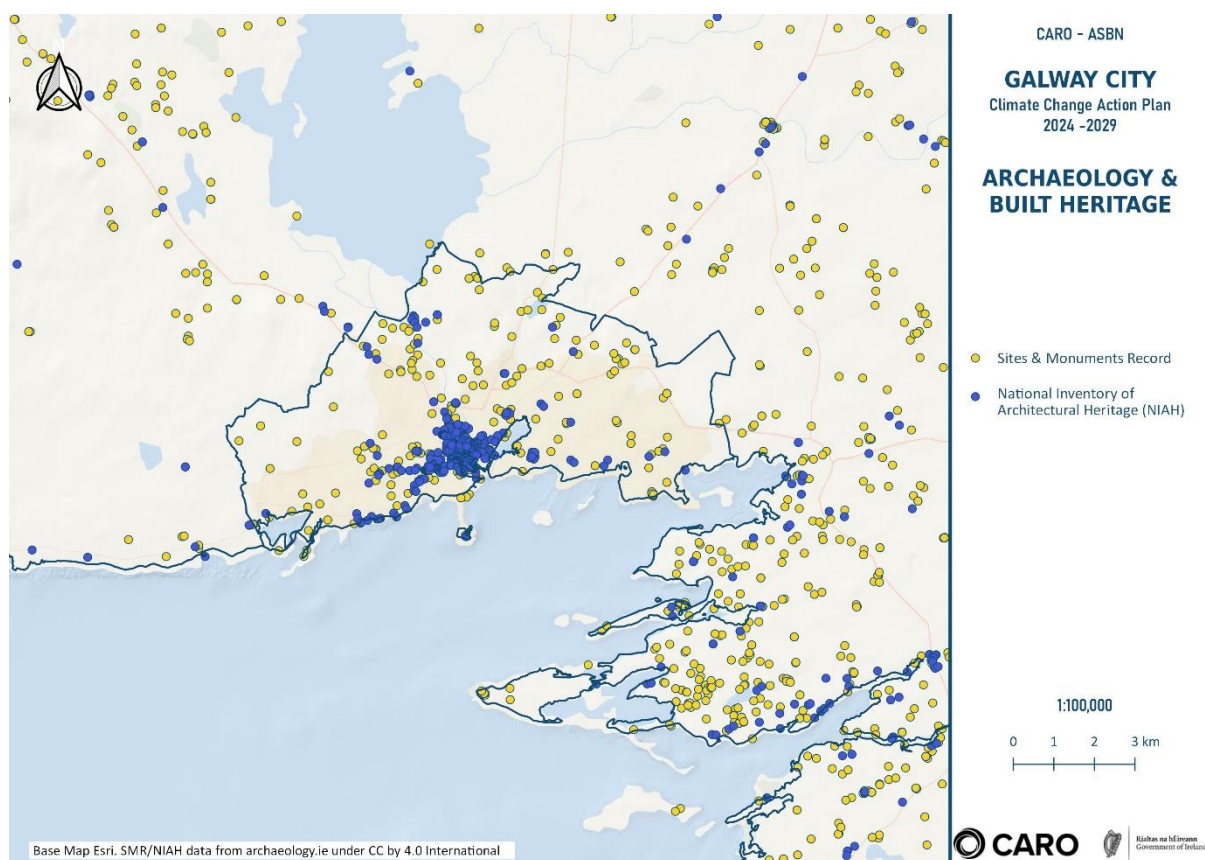 CARO - ASBN
GALWAY CITY
Climate Change Action Plan
2024 -2029
ARCHAEOLOGY &
BUILT HERITAGE
Sites & Monuments Record
National Inventory of
Architectural Heritage (NIAH)
1:100,000
0 1 2 3 km
Base Map Esri. SMR/NIAH data from archaeology.ie under CC by 4.0 International
CARO
Rialtas na hÉireann
Government of Ireland